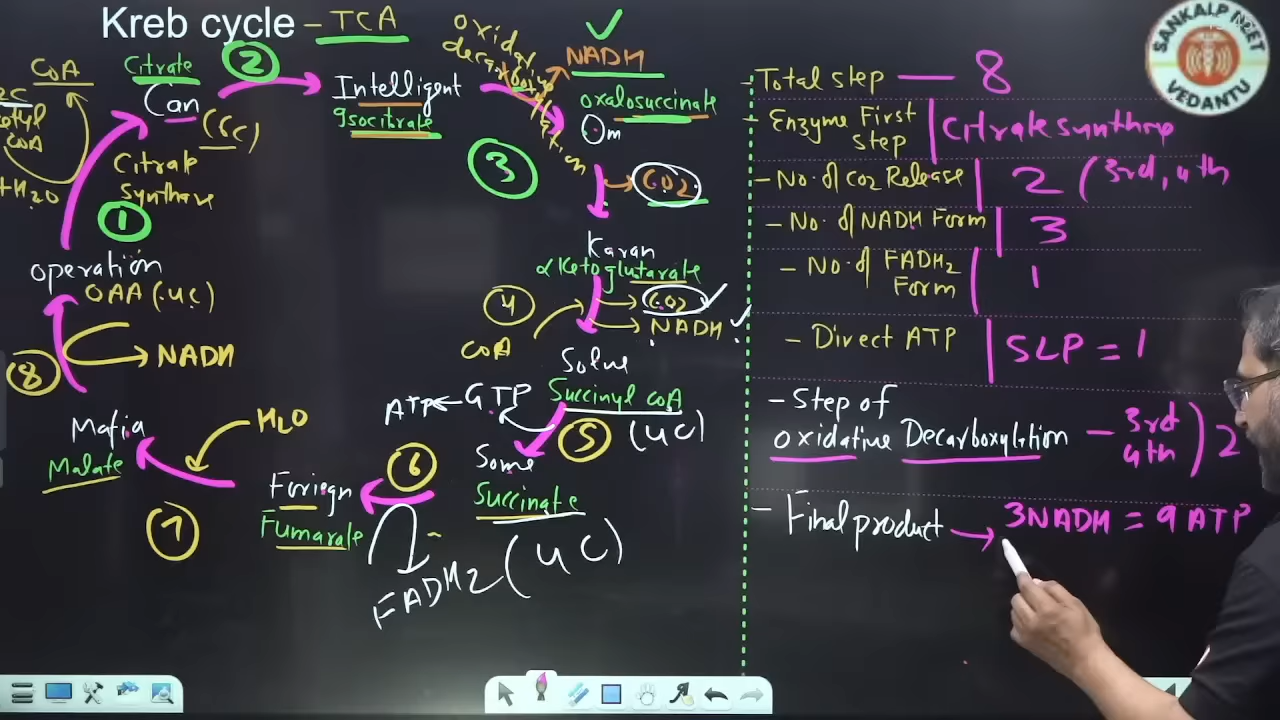 Kreb cycle – TCA
CoA
Citrate
2
Can
(6C)
2C
CoA
+H2O
Citrate
Synthase
1
Intelligent
Isocitrate
oxidative
decarboxylation
NADH
oxalosuccinate
Om
3
CO2
Karan
α Ketoglutarate
4
CO2
CoA
NADH
Solve
Succinyl CoA
(4C)
GTP
ATP
5
Some
Succinate
(4C)
6
FADH2
Foriegn
Fumarate
7
H2O
Mafia
Malate
8
NADH
operation
OAA (4C)
Total step — 8
- Enzyme First
step
Citrate Synthase
- No. of CO2 Release 2 (3rd, 4th
- No. of NADH Form 3
- No. of FADH2
Form
1
- Direct ATP SLP = 1
- Step of
oxidative Decarboxylation – 3rd
4th ) 2
- Final product → 3NADH = 9 ATP
SANKALP NEET
VEDANTU